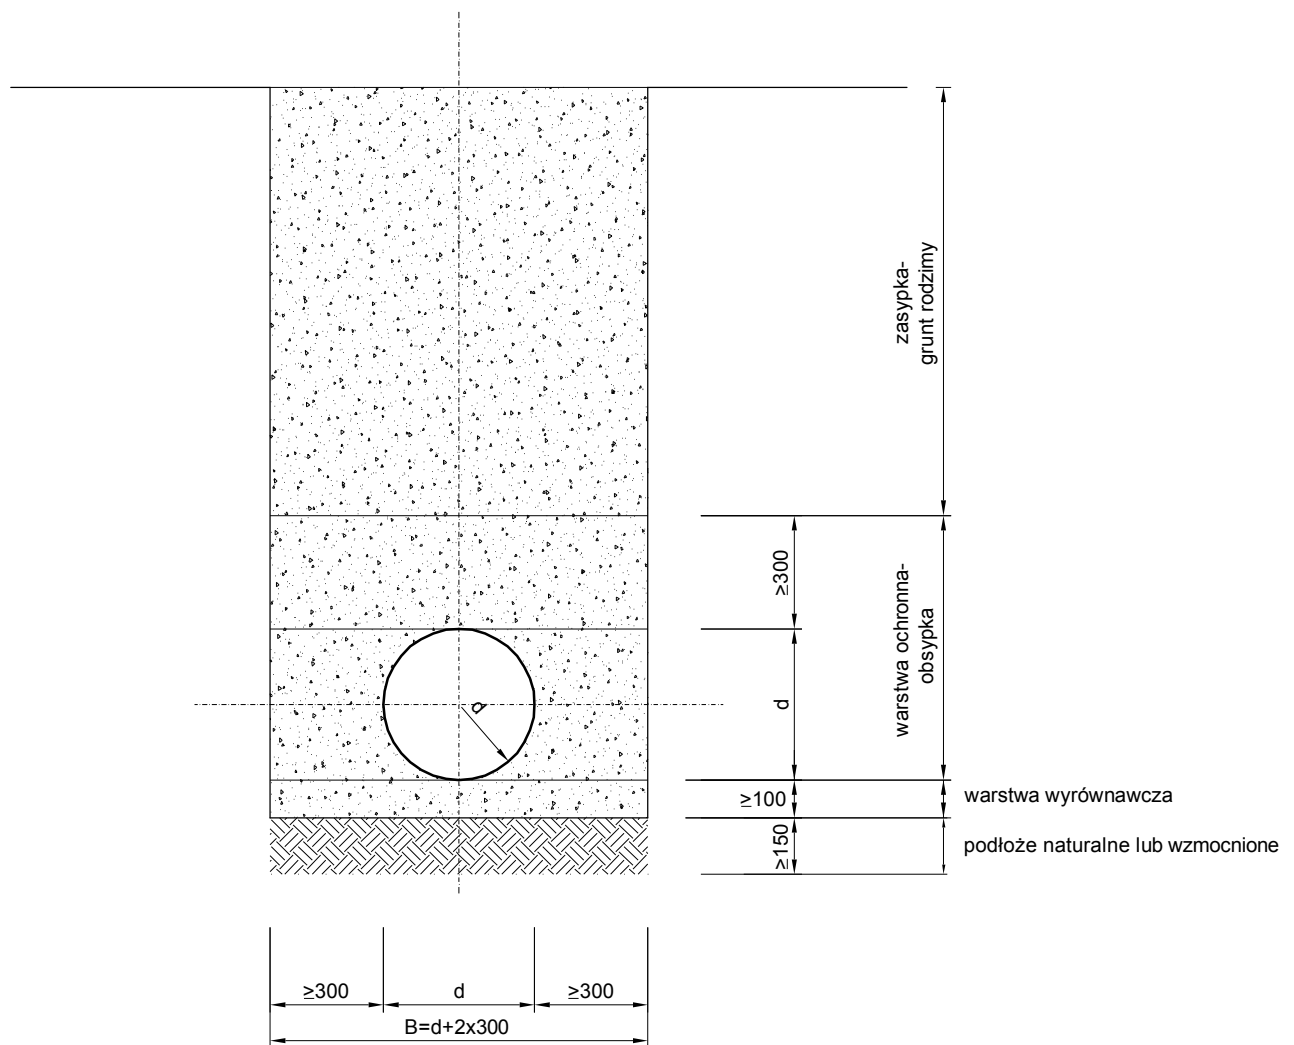 zasypka-
grunt rodzimy
≥300
warstwa ochronna-
obsypka
d
d
≥100
warstwa wyrównawcza
≥150
podłoże naturalne lub wzmocnione
≥300
d
≥300
B=d+2x300